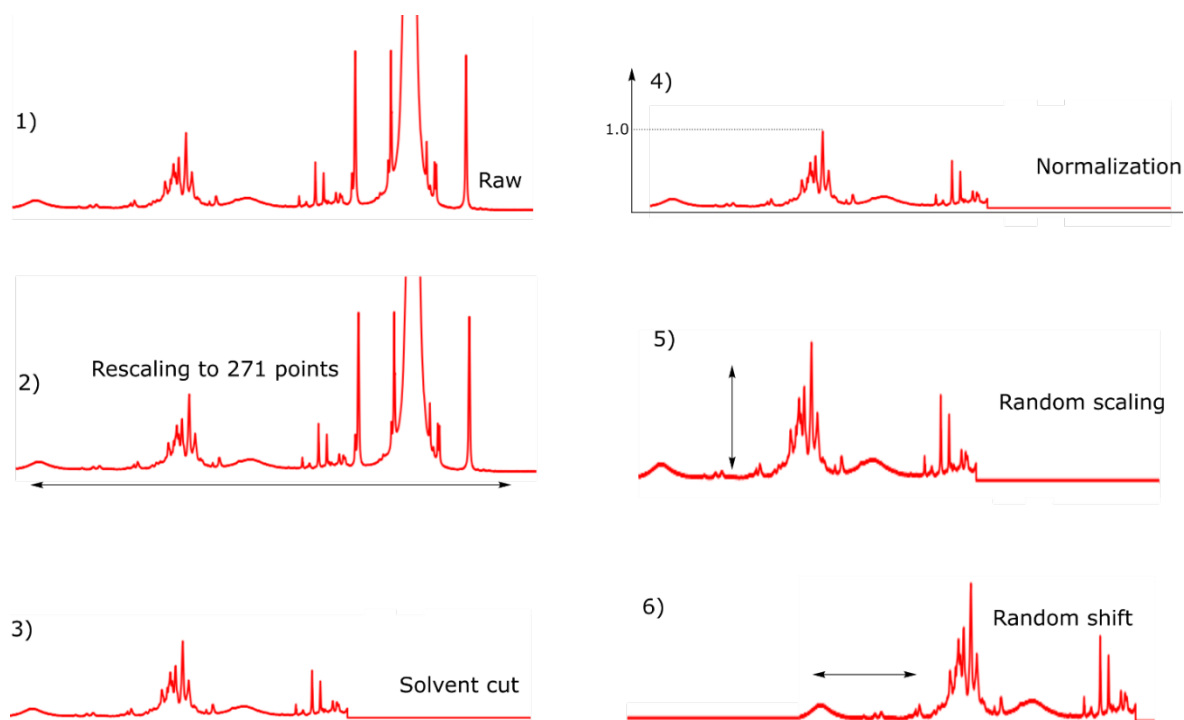 1)
Raw
2)
Rescaling to 271 points
3)
Solvent cut
4)
1.0
Normalization
5)
Random scaling
6)
Random shift